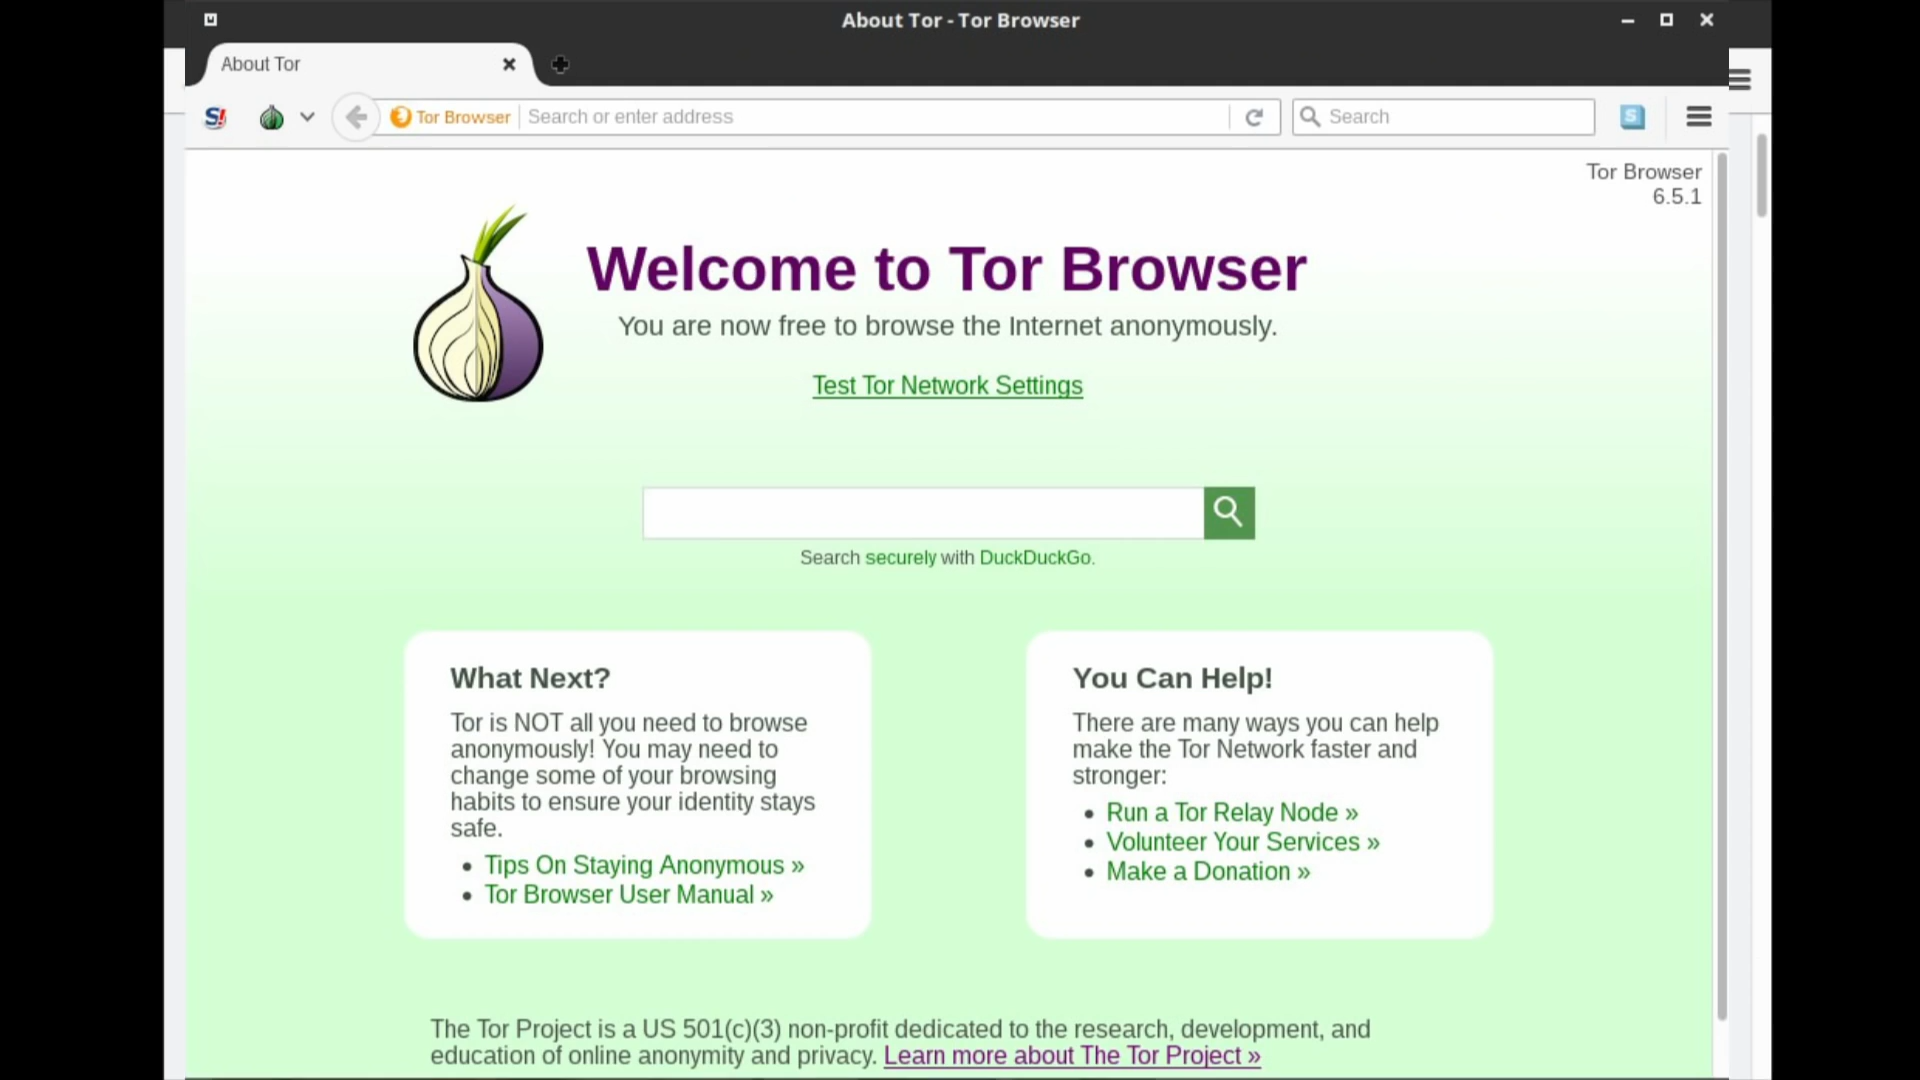 About Tor - Tor Browser
About Tor
S!
Tor Browser
Search or enter address
Search
S
Tor Browser
6.5.1
Welcome to Tor Browser
You are now free to browse the Internet anonymously.
Test Tor Network Settings
Search securely with DuckDuckGo.
What Next?
Tor is NOT all you need to browse
anonymously! You may need to
change some of your browsing
habits to ensure your identity stays
safe.
Tips On Staying Anonymous »
Tor Browser User Manual »
You Can Help!
There are many ways you can help
make the Tor Network faster and
stronger:
Run a Tor Relay Node »
Volunteer Your Services »
Make a Donation »
The Tor Project is a US 501(c)(3) non-profit dedicated to the research, development, and
education of online anonymity and privacy. Learn more about The Tor Project »